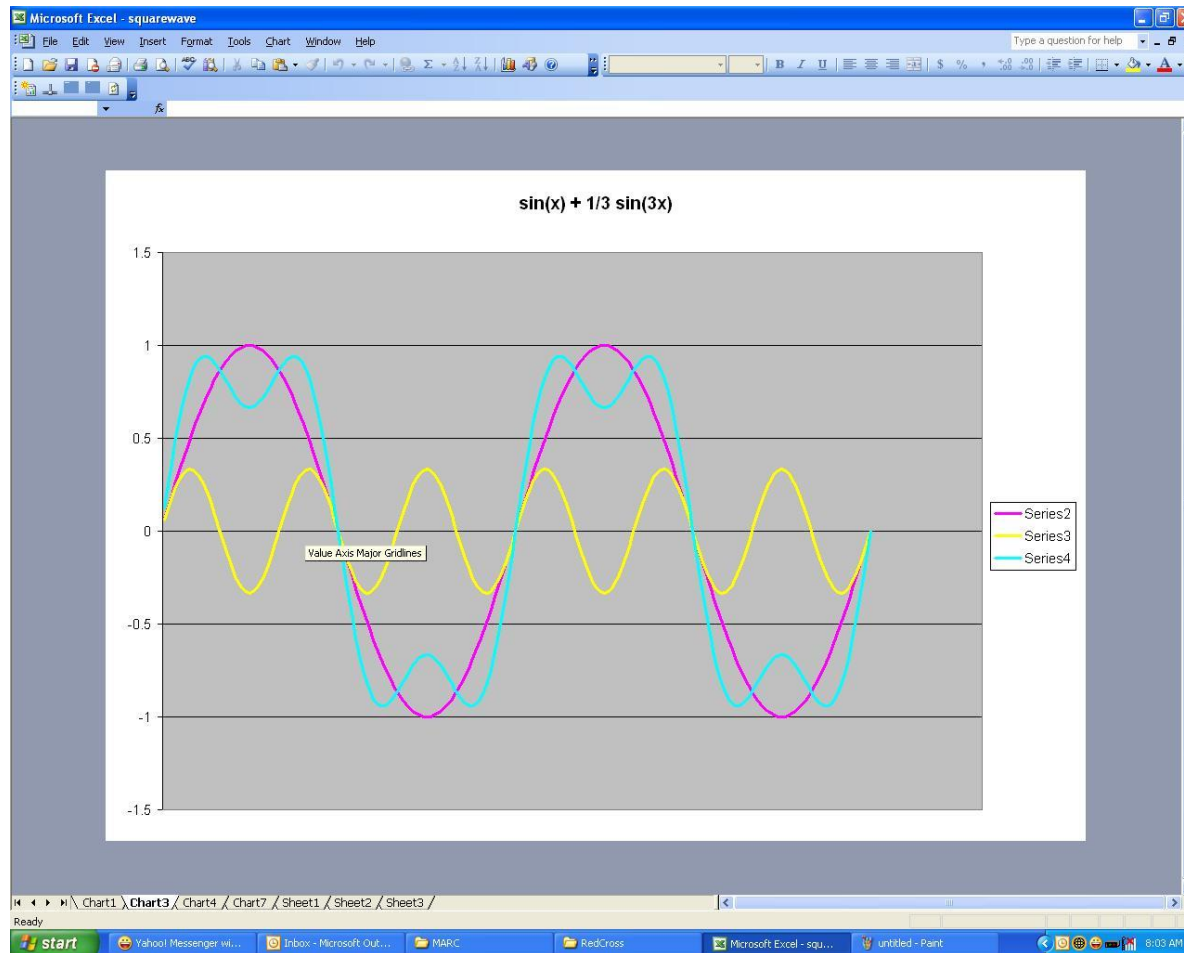 Microsoft Excel - squarewave
File Edit View Insert Format Tools Chart Window Help
Type a question for help
fx
sin(x) + 1/3 sin(3x)
1.5
1
0.5
0
-0.5
-1
-1.5
Value Axis Major Gridlines
Series2
Series3
Series4
Chart1 Chart3 Chart4 Chart7 Sheet1 Sheet2 Sheet3
Ready
start Yahoo! Messenger wi... Inbox - Microsoft Out... MARC RedCross Microsoft Excel - squ... untitled - Paint 8:03 AM